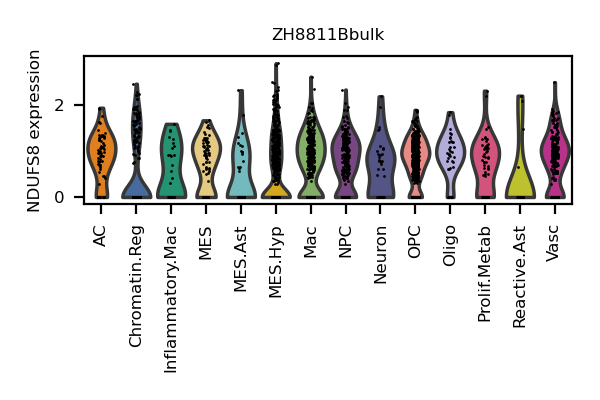 ZH8811Bbulk
NDUFS8 expression
2
0
AC
Chromatin.Reg
Inflammatory.Mac
MES
MES.Ast
MES.Hyp
Mac
NPC
Neuron
OPC
Oligo
Prolif.Metab
Reactive.Ast
Vasc